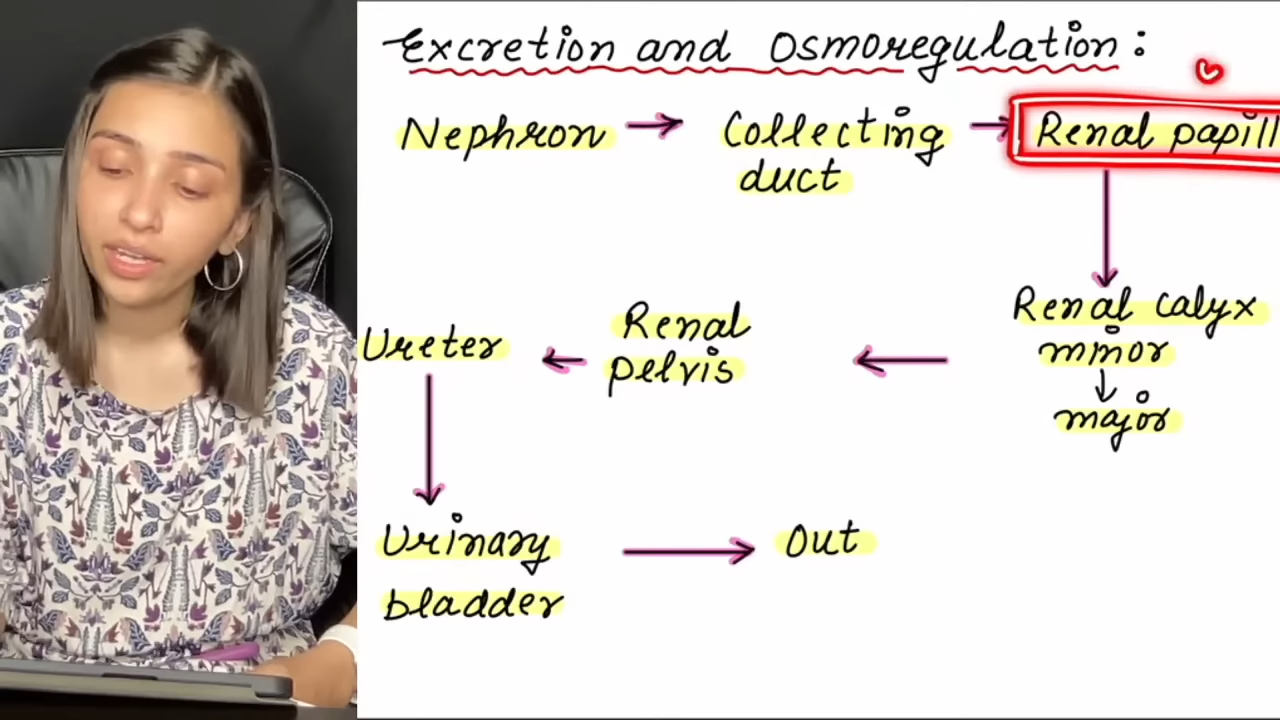 Excretion and Osmoregulation :
Nephron → Collecting duct → Renal papill
Renal calyx
minor
↓
major
← Renal pelvis
← Ureter
Urinary bladder → Out